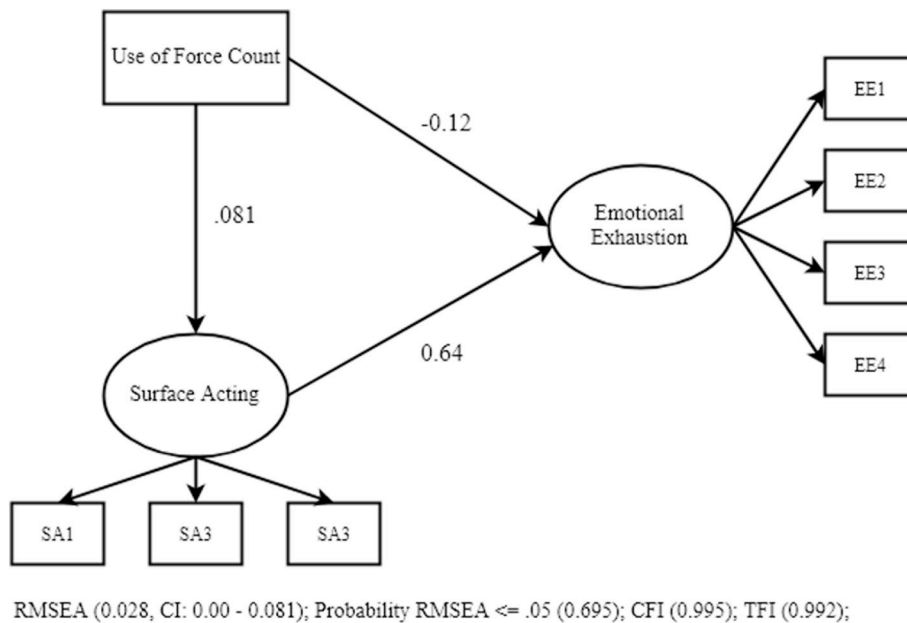 Use of Force Count
EE1
-0.12
EE2
.081
Emotional
Exhaustion
EE3
0.64
EE4
Surface Acting
SA1
SA3
SA3
RMSEA (0.028, CI: 0.00 - 0.081); Probability RMSEA <= .05 (0.695); CFI (0.995); TFI (0.992);